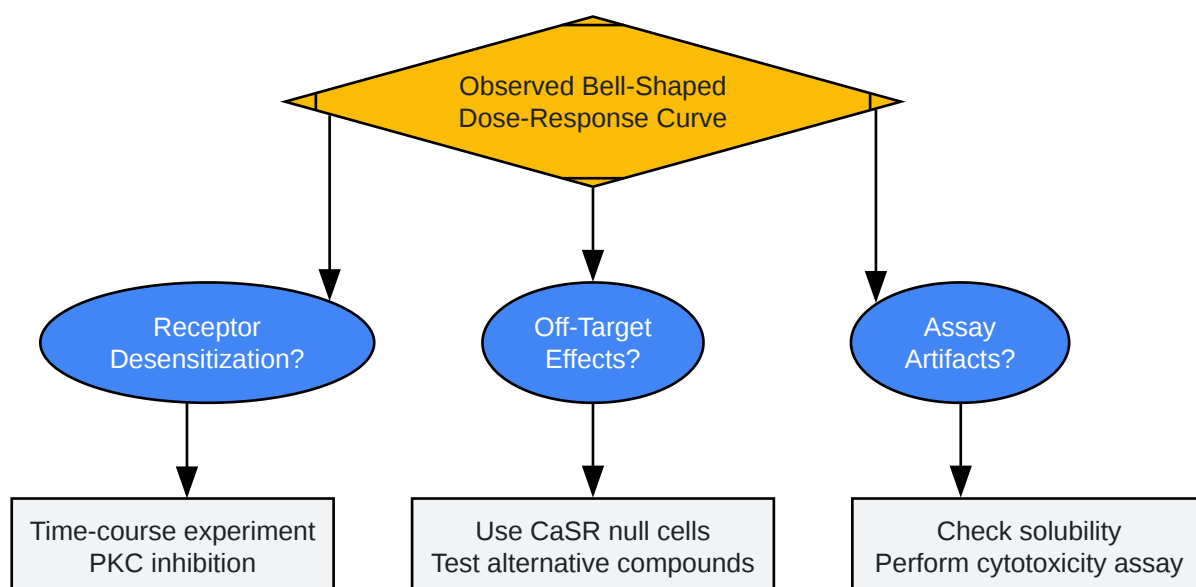 Observed Bell-Shaped
Dose-Response Curve
Receptor
Desensitization?
Off-Target
Effects?
Assay
Artifacts?
Time-course experiment
PKC inhibition
Use CaSR null cells
Test alternative compounds
Check solubility
Perform cytotoxicity assay